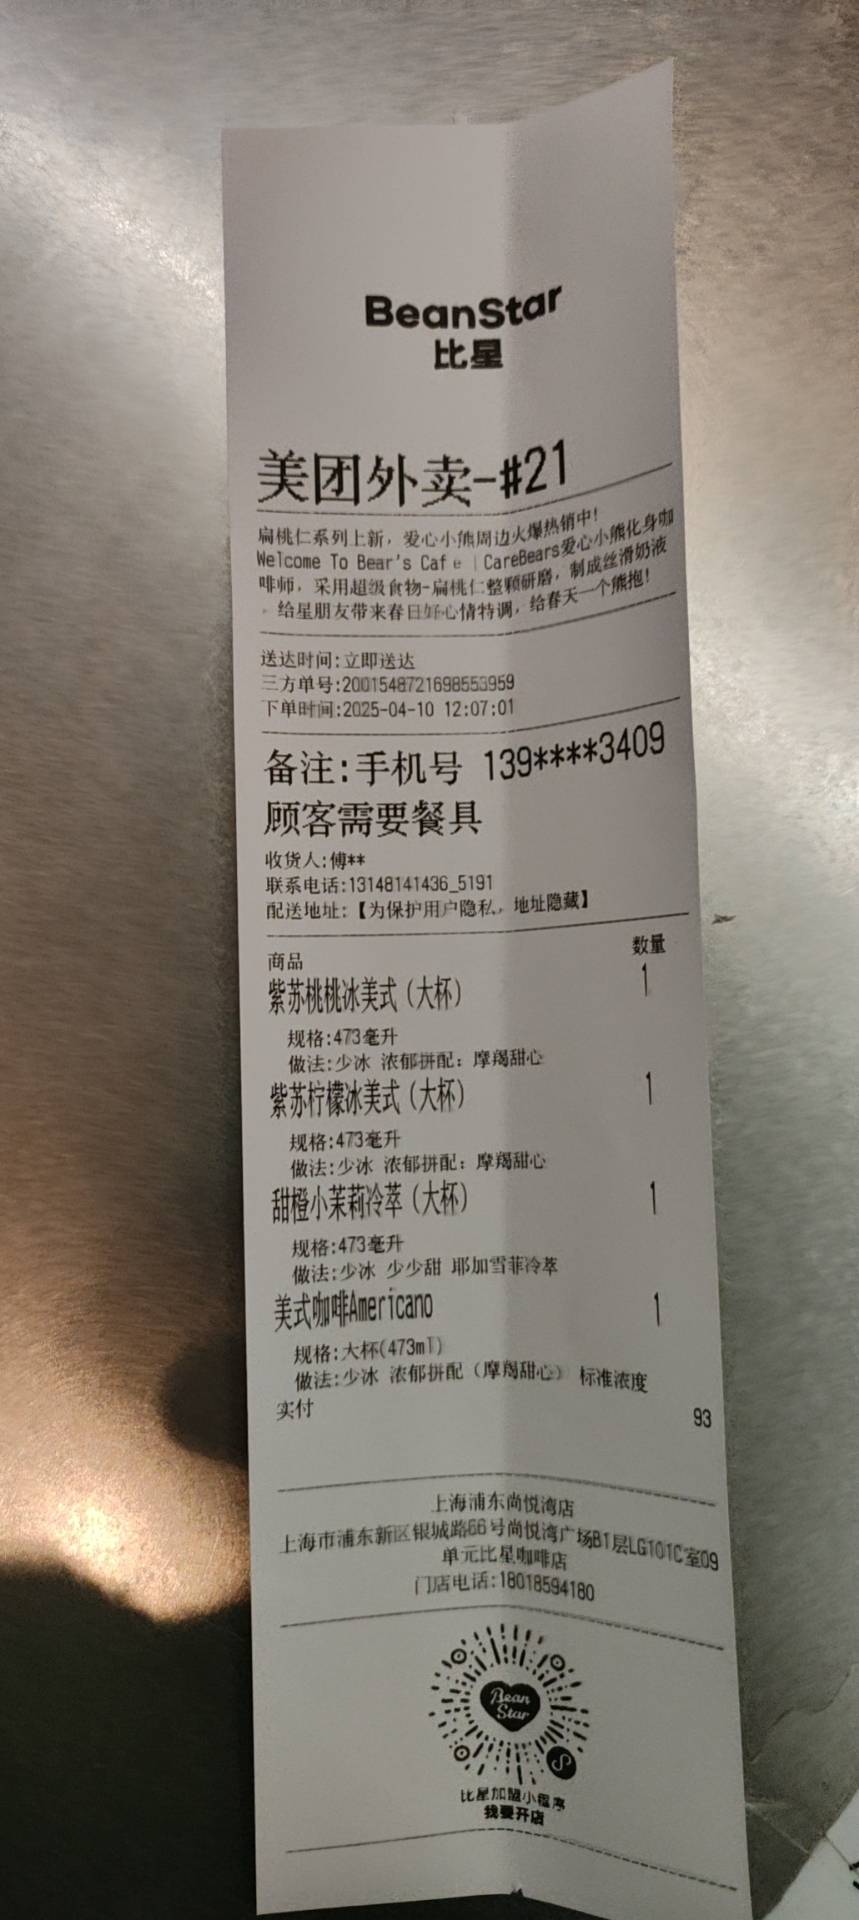 BeanStar
比星
美团外卖-#21
扁桃仁系列上新，爱心小熊周边火爆热销中！
Welcome To Bear's Cafe｜CareBears爱心小熊化身咖
啡师，采用超级食物-扁桃仁整颗研磨，制成丝滑奶液
，给星朋友带来春日好心情特调，给春天一个熊抱！
送达时间:立即送达
三方单号:2001548721698553959
下单时间:2025-04-10 12:07:01
备注:手机号 139****3409
顾客需要餐具
收货人:傅**
联系电话:13148141436_5191
配送地址:【为保护用户隐私，地址隐藏】
商品 数量
紫苏桃桃冰美式（大杯） 1
规格:473毫升
做法:少冰 浓郁拼配：摩羯甜心
紫苏柠檬冰美式（大杯） 1
规格:473毫升
做法:少冰 浓郁拼配：摩羯甜心
甜橙小茉莉冷萃（大杯） 1
规格:473毫升
做法:少冰 少少甜 耶加雪菲冷萃
美式咖啡Americano 1
规格:大杯(473ml)
做法:少冰 浓郁拼配（摩羯甜心） 标准浓度
实付 93
上海浦东尚悦湾店
上海市浦东新区银城路66号尚悦湾广场B1层LG101C室09
单元比星咖啡店
门店电话:18018594180
Bean
Star
比星加盟小程序
我要开店